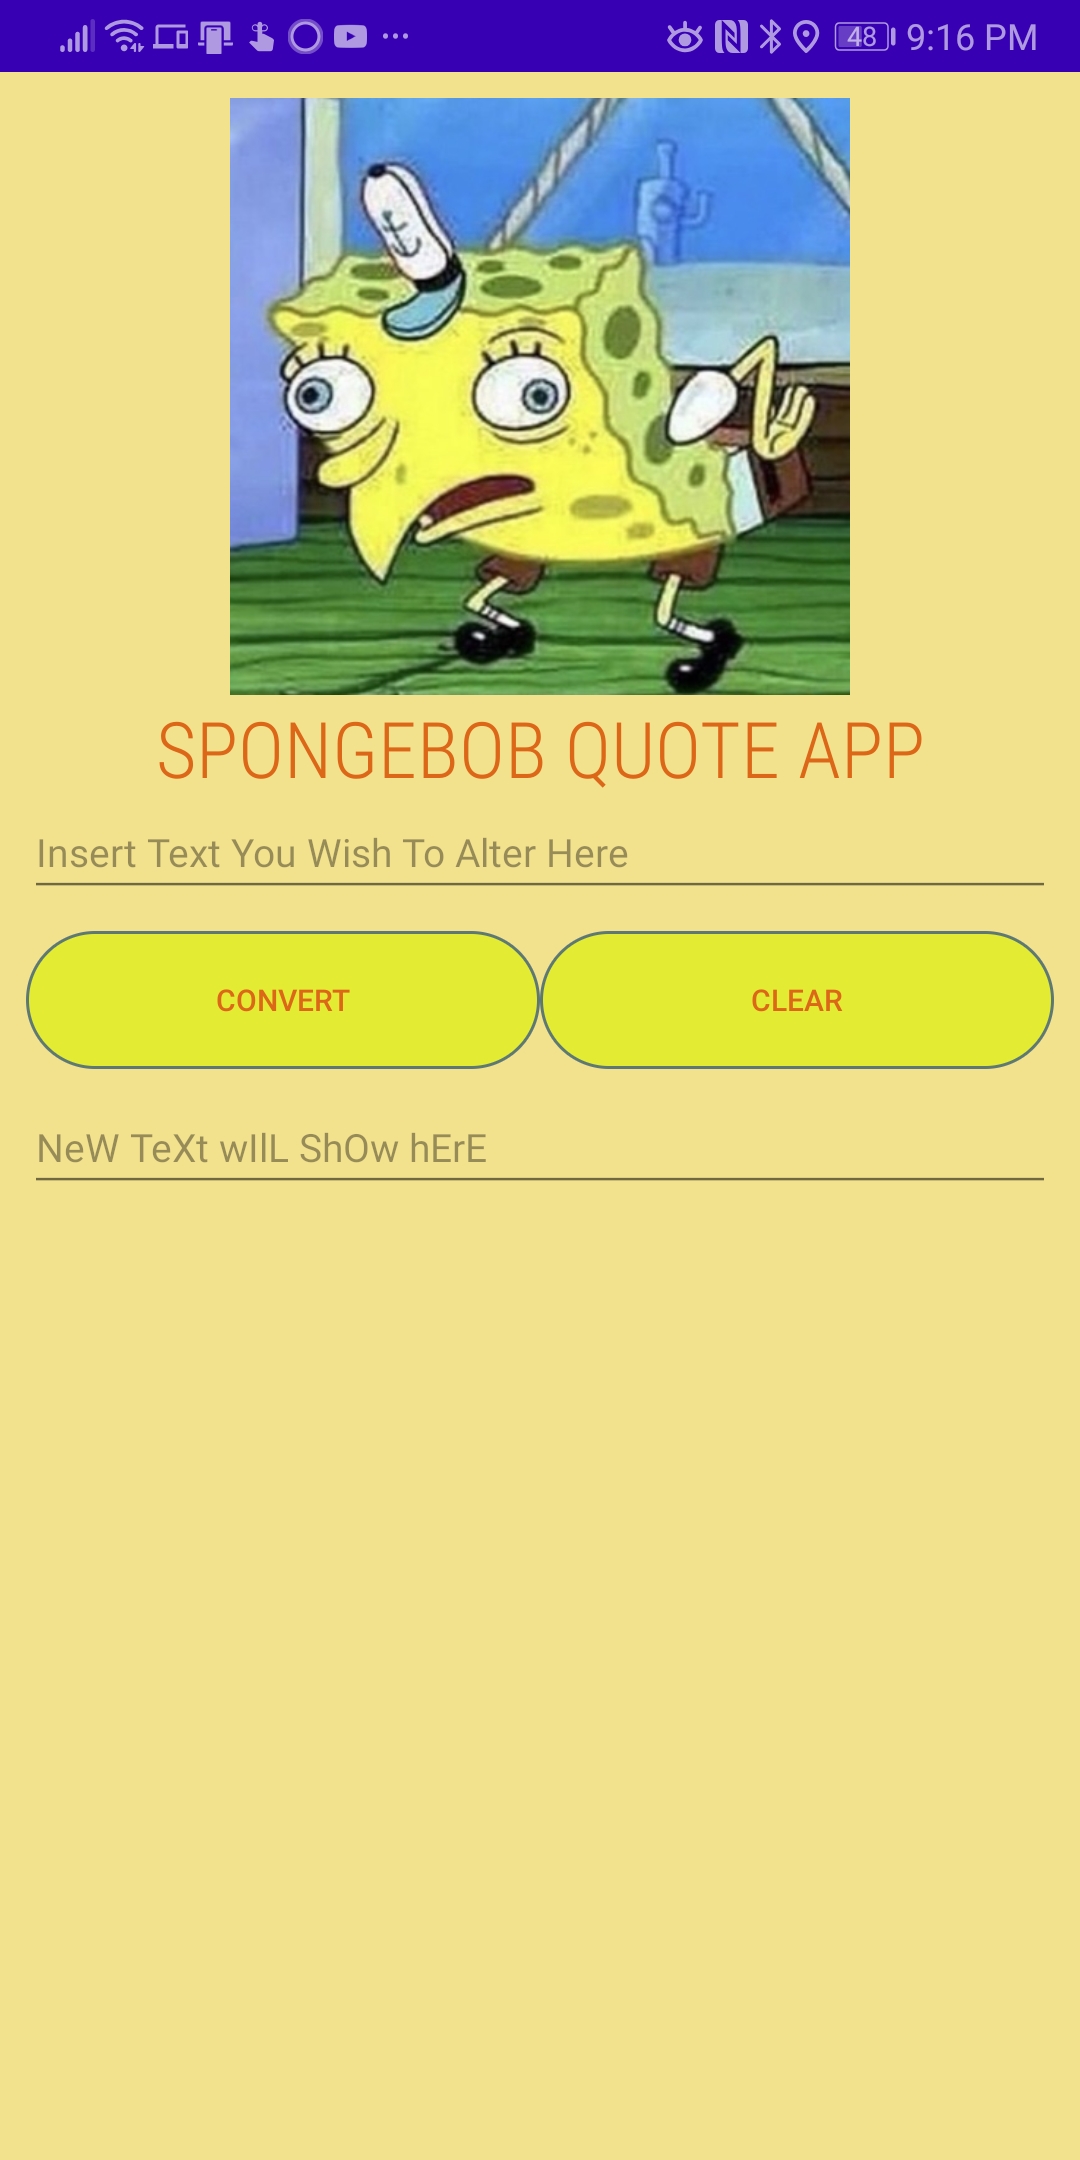 48 9:16 PM
SPONGEBOB QUOTE APP
Insert Text You Wish To Alter Here
CONVERT CLEAR
NeW TeXt wIlL ShOw hErE